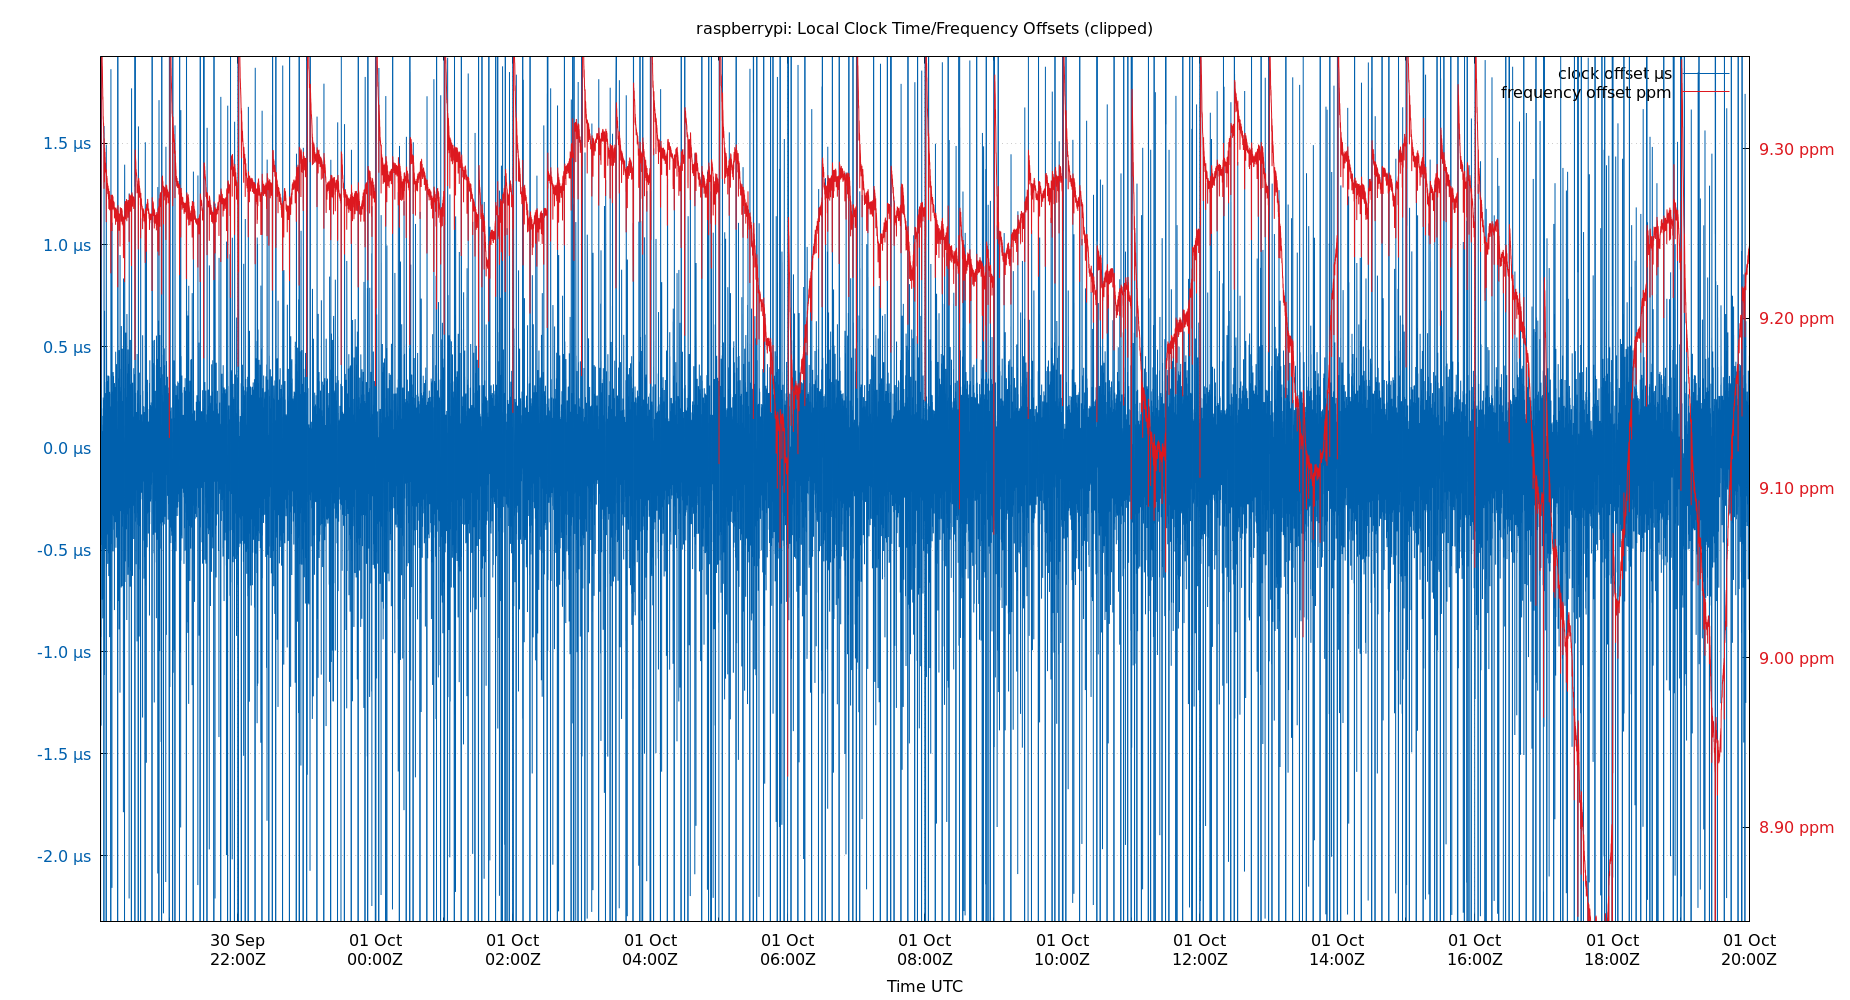 raspberrypi: Local Clock Time/Frequency Offsets (clipped)
clock offset µs
frequency offset ppm
1.5 µs
1.0 µs
0.5 µs
0.0 µs
-0.5 µs
-1.0 µs
-1.5 µs
-2.0 µs
9.30 ppm
9.20 ppm
9.10 ppm
9.00 ppm
8.90 ppm
30 Sep 01 Oct 01 Oct 01 Oct 01 Oct 01 Oct 01 Oct 01 Oct 01 Oct 01 Oct 01 Oct 01 Oct
22:00Z 00:00Z 02:00Z 04:00Z 06:00Z 08:00Z 10:00Z 12:00Z 14:00Z 16:00Z 18:00Z 20:00Z
Time UTC